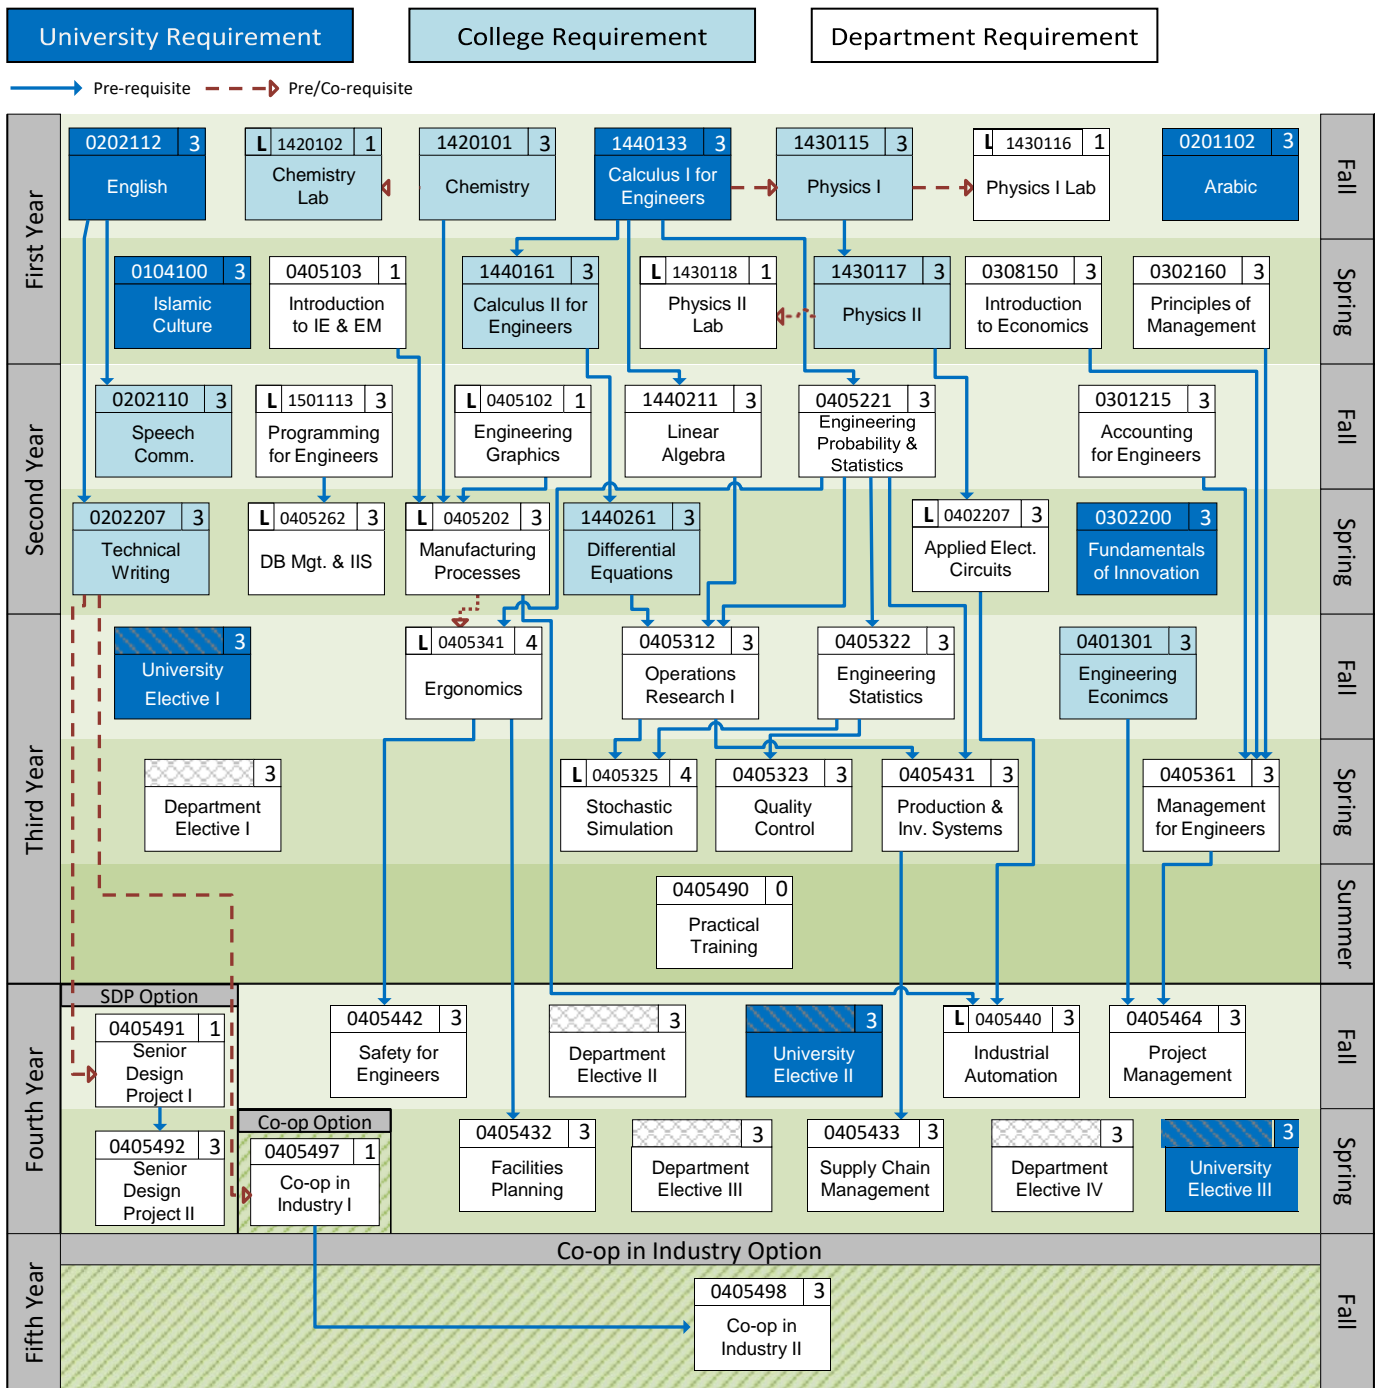 University Requirement
College Requirement
Department Requirement
Pre-requisite
Pre/Co-requisite
First Year
Fall
0202112 3
English
L 1420102 1
Chemistry
Lab
1420101 3
Chemistry
1440133 3
Calculus I for
Engineers
1430115 3
Physics I
L 1430116 1
Physics I Lab
0201102 3
Arabic
Spring
0104100 3
Islamic
Culture
0405103 1
Introduction
to IE & EM
1440161 3
Calculus II for
Engineers
L 1430118 1
Physics II
Lab
1430117 3
Physics II
0308150 3
Introduction
to Economics
0302160 3
Principles of
Management
Second Year
Fall
0202110 3
Speech
Comm.
L 1501113 3
Programming
for Engineers
L 0405102 1
Engineering
Graphics
1440211 3
Linear
Algebra
0405221 3
Engineering
Probability &
Statistics
0301215 3
Accounting
for Engineers
Spring
0202207 3
Technical
Writing
L 0405262 3
DB Mgt. & IIS
L 0405202 3
Manufacturing
Processes
1440261 3
Differential
Equations
L 0402207 3
Applied Elect.
Circuits
0302200 3
Fundamentals
of Innovation
Third Year
Fall
3
University
Elective I
L 0405341 4
Ergonomics
0405312 3
Operations
Research I
0405322 3
Engineering
Statistics
0401301 3
Engineering
Econimcs
Spring
3
Department
Elective I
L 0405325 4
Stochastic
Simulation
0405323 3
Quality
Control
0405431 3
Production &
Inv. Systems
0405361 3
Management
for Engineers
Summer
0405490 0
Practical
Training
Fourth Year
Fall
SDP Option
0405491 1
Senior
Design
Project I
0405442 3
Safety for
Engineers
3
Department
Elective II
3
University
Elective II
L 0405440 3
Industrial
Automation
0405464 3
Project
Management
Spring
0405492 3
Senior
Design
Project II
Co-op Option
0405497 1
Co-op in
Industry I
0405432 3
Facilities
Planning
3
Department
Elective III
0405433 3
Supply Chain
Management
3
Department
Elective IV
3
University
Elective III
Fifth Year
Fall
Co-op in Industry Option
0405498 3
Co-op in
Industry II